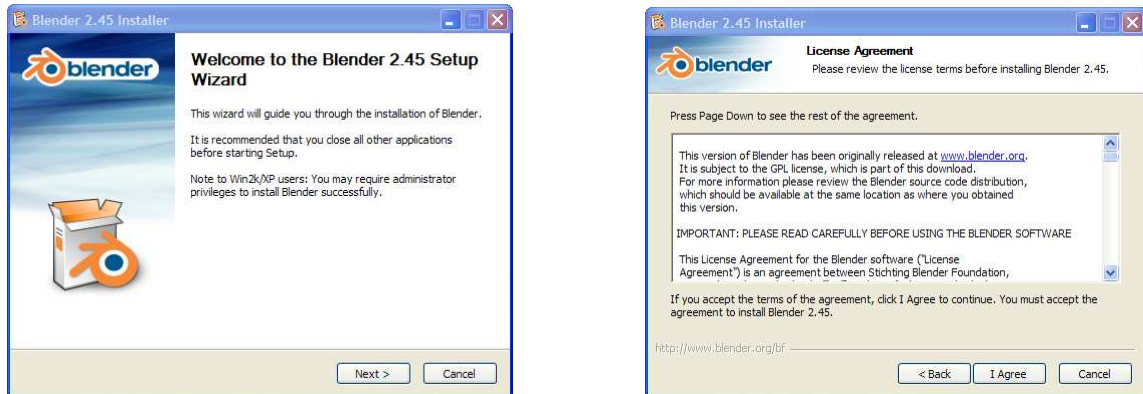 Blender 2.45 Installer
blender
Welcome to the Blender 2.45 Setup
Wizard
This wizard will guide you through the installation of Blender.
It is recommended that you close all other applications
before starting Setup.
Note to Win2k/XP users: You may require administrator
privileges to install Blender successfully.
Next >
Cancel
Blender 2.45 Installer
blender
License Agreement
Please review the license terms before installing Blender 2.45.
Press Page Down to see the rest of the agreement.
This version of Blender has been originally released at www.blender.org.
It is subject to the GPL license, which is part of this download.
For more information please review the Blender source code distribution,
which should be available at the same location as where you obtained
this version.
IMPORTANT: PLEASE READ CAREFULLY BEFORE USING THE BLENDER SOFTWARE
This License Agreement for the Blender software ("License
Agreement") is an agreement between Stichting Blender Foundation,
If you accept the terms of the agreement, click I Agree to continue. You must accept the
agreement to install Blender 2.45.
http://www.blender.org/bf
< Back
I Agree
Cancel